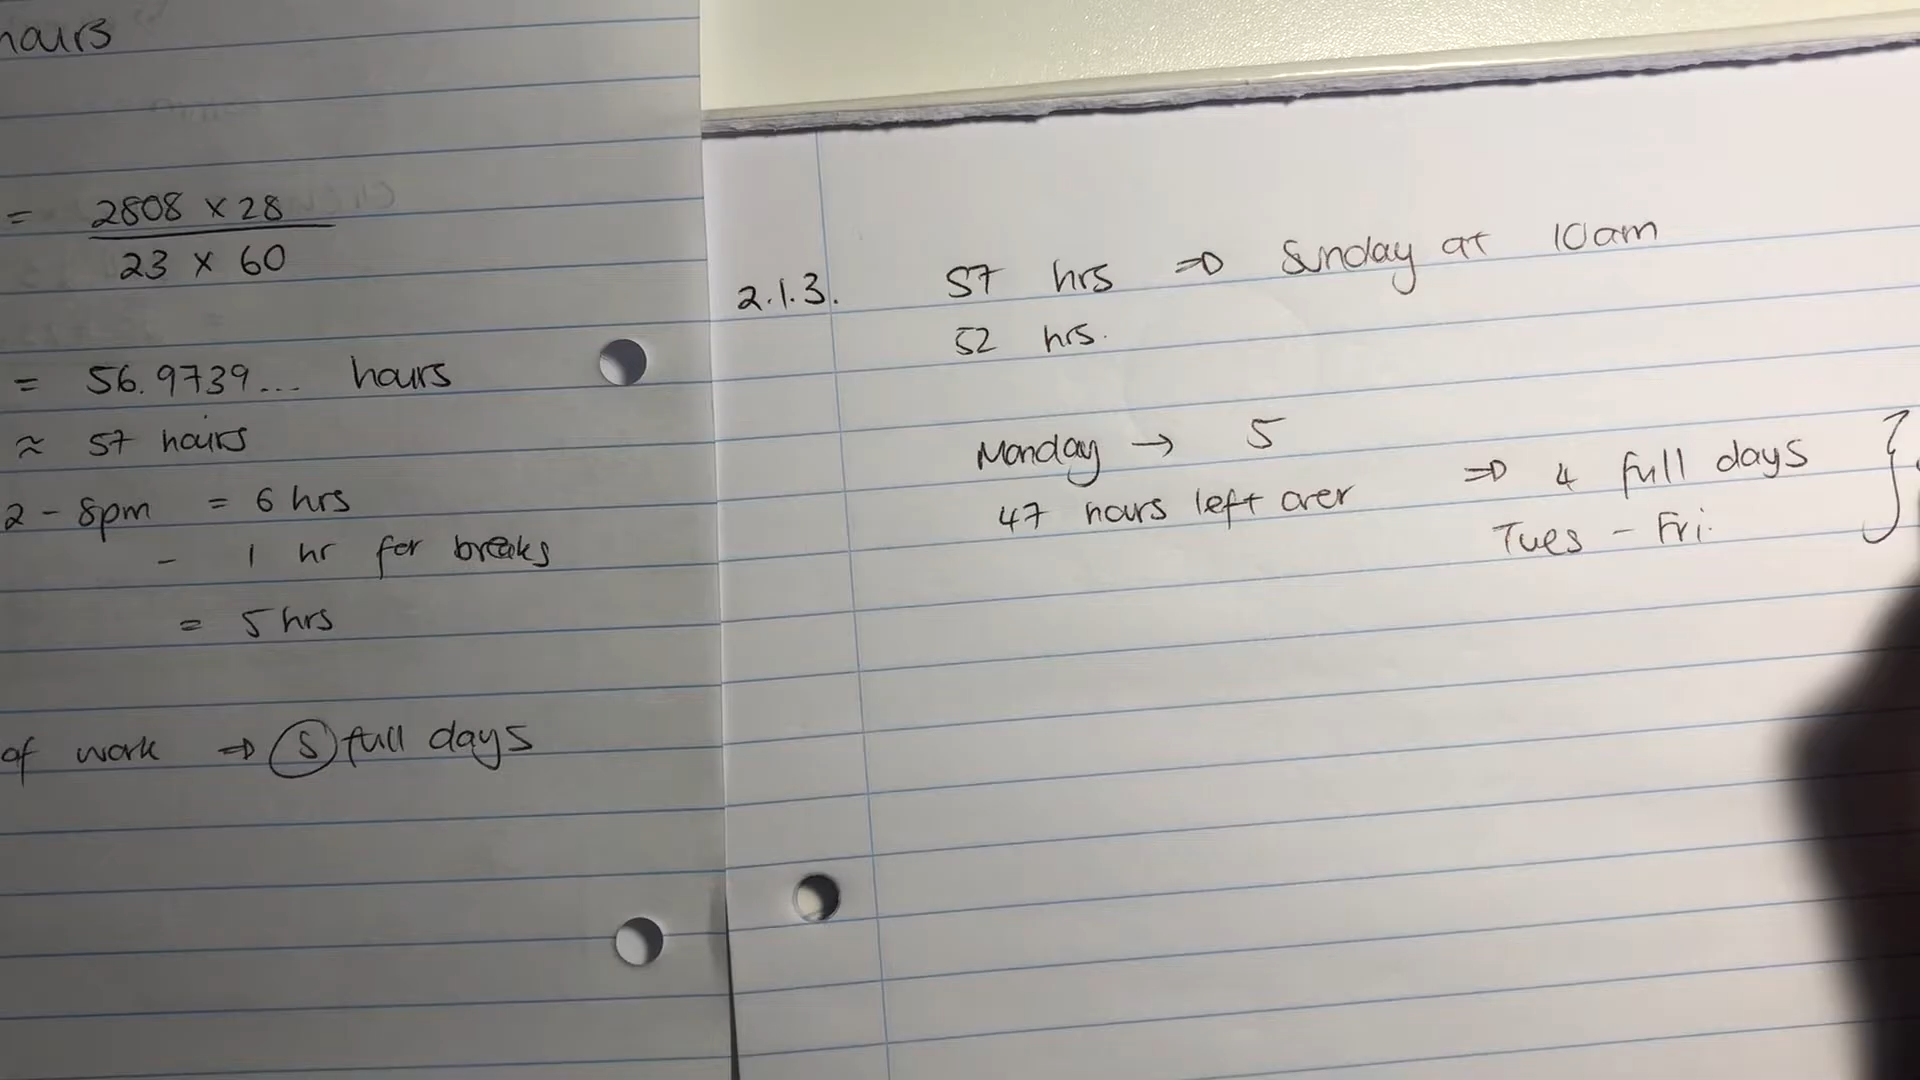 hours
= 2808 x 28
23 x 60
= 56.9739... hours
≈ 57 hours
2 - 8pm = 6 hrs
- 1 hr for breaks
= 5 hrs
of work ⇒ 5 full days
2.1.3. 57 hrs ⇒ Sunday at 10am
52 hrs.
Monday → 5
47 hours left over ⇒ 4 full days
Tues - Fri.